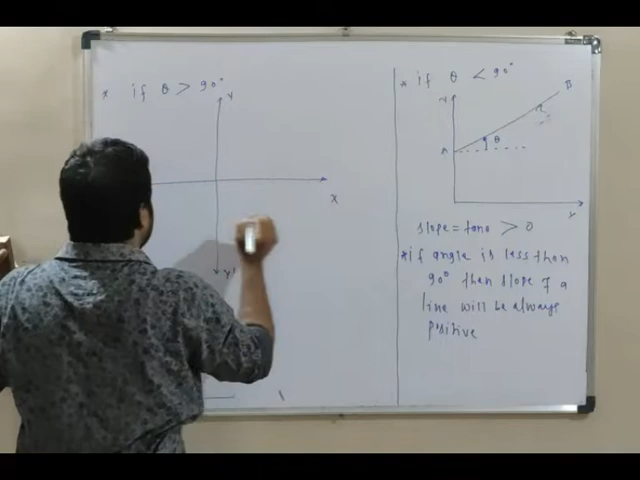 * if θ > 90°
Y
X
Y'
* if θ < 90°
B
A
θ
slope = tanθ > 0
* if angle is less than
90° than slope of a
line will be always
positive